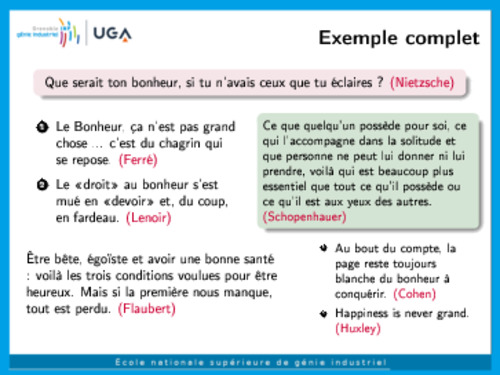 Grenoble
génie industriel
UGA
Exemple complet
Que serait ton bonheur, si tu n'avais ceux que tu éclaires ? (Nietzsche)
1 Le Bonheur, ça n'est pas grand
chose ... c'est du chagrin qui
se repose. (Ferré)
2 Le «droit» au bonheur s'est
mué en «devoir» et, du coup,
en fardeau. (Lenoir)
Être bête, égoïste et avoir une bonne santé
: voilà les trois conditions voulues pour être
heureux. Mais si la première nous manque,
tout est perdu. (Flaubert)
Ce que quelqu'un possède pour soi, ce
qui l'accompagne dans la solitude et
que personne ne peut lui donner ni lui
prendre, voilà qui est beaucoup plus
essentiel que tout ce qu'il possède ou
ce qu'il est aux yeux des autres.
(Schopenhauer)
Au bout du compte, la
page reste toujours
blanche du bonheur à
conquérir. (Cohen)
Happiness is never grand.
(Huxley)
École nationale supérieure de génie industriel